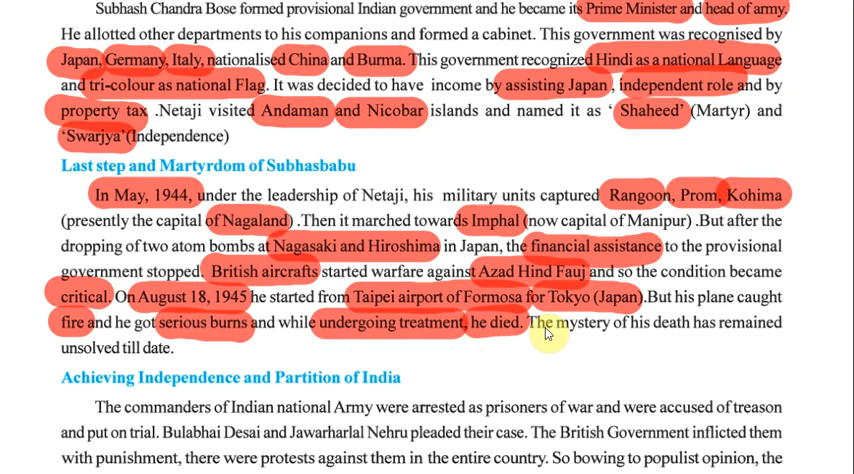 Subhash Chandra Bose formed provisional Indian government and he became its Prime Minister and head of army.
He allotted other departments to his companions and formed a cabinet. This government was recognised by
Japan, Germany, Italy, nationalised China and Burma. This government recognized Hindi as a national Language
and tri-colour as national Flag. It was decided to have income by assisting Japan , independent role and by
property tax .Netaji visited Andaman and Nicobar islands and named it as ‘ Shaheed’ (Martyr) and
‘Swarjya’(Independence)
Last step and Martyrdom of Subhasbabu
In May, 1944, under the leadership of Netaji, his military units captured Rangoon, Prom, Kohima
(presently the capital of Nagaland) .Then it marched towards Imphal (now capital of Manipur) .But after the
dropping of two atom bombs at Nagasaki and Hiroshima in Japan, the financial assistance to the provisional
government stopped. British aircrafts started warfare against Azad Hind Fauj and so the condition became
critical. On August 18, 1945 he started from Taipei airport of Formosa for Tokyo (Japan).But his plane caught
fire and he got serious burns and while undergoing treatment, he died. The mystery of his death has remained
unsolved till date.
Achieving Independence and Partition of India
The commanders of Indian national Army were arrested as prisoners of war and were accused of treason
and put on trial. Bulabhai Desai and Jawarharlal Nehru pleaded their case. The British Government inflicted them
with punishment, there were protests against them in the entire country. So bowing to populist opinion, the